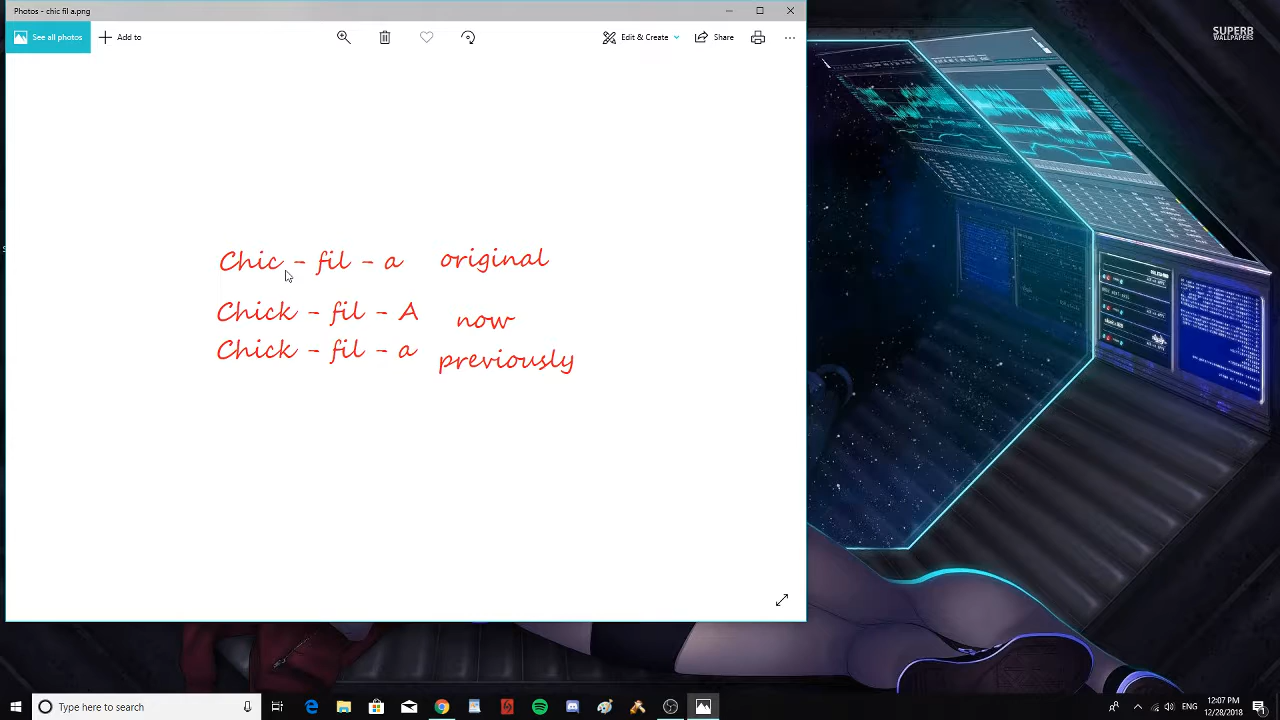 Photos - chic fil a.png
See all photos Add to Edit & Create Share
SUPERB
WALLPAPERS
Chic - fil - a original
Chick - fil - A now
Chick - fil - a previously
Type here to search
ENG
12:07 PM
12/28/2018